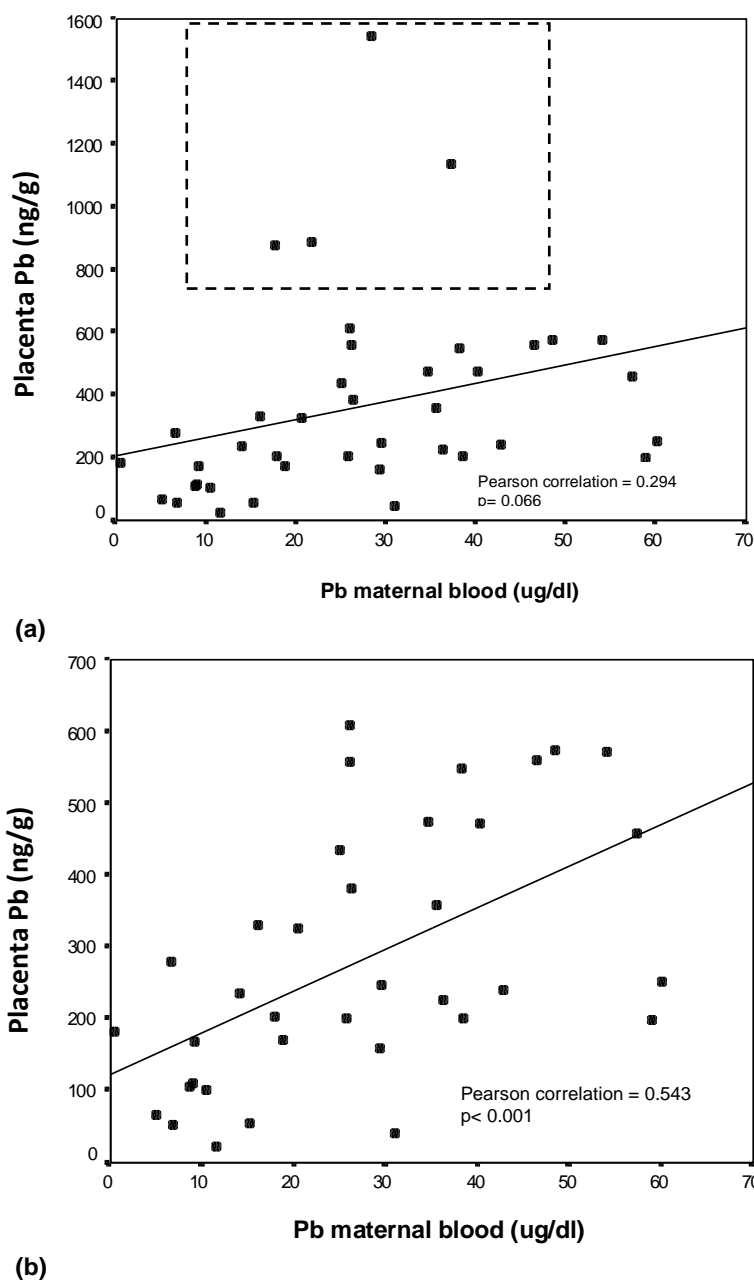 1600
1400
1200
1000
800
600
400
200
0
Placenta Pb (ng/g)
Pearson correlation = 0.294
p= 0.066
0 10 20 30 40 50 60 70
Pb maternal blood (ug/dl)
(a)
700
600
500
400
300
200
100
0
Placenta Pb (ng/g)
Pearson correlation = 0.543
p< 0.001
0 10 20 30 40 50 60 70
Pb maternal blood (ug/dl)
(b)